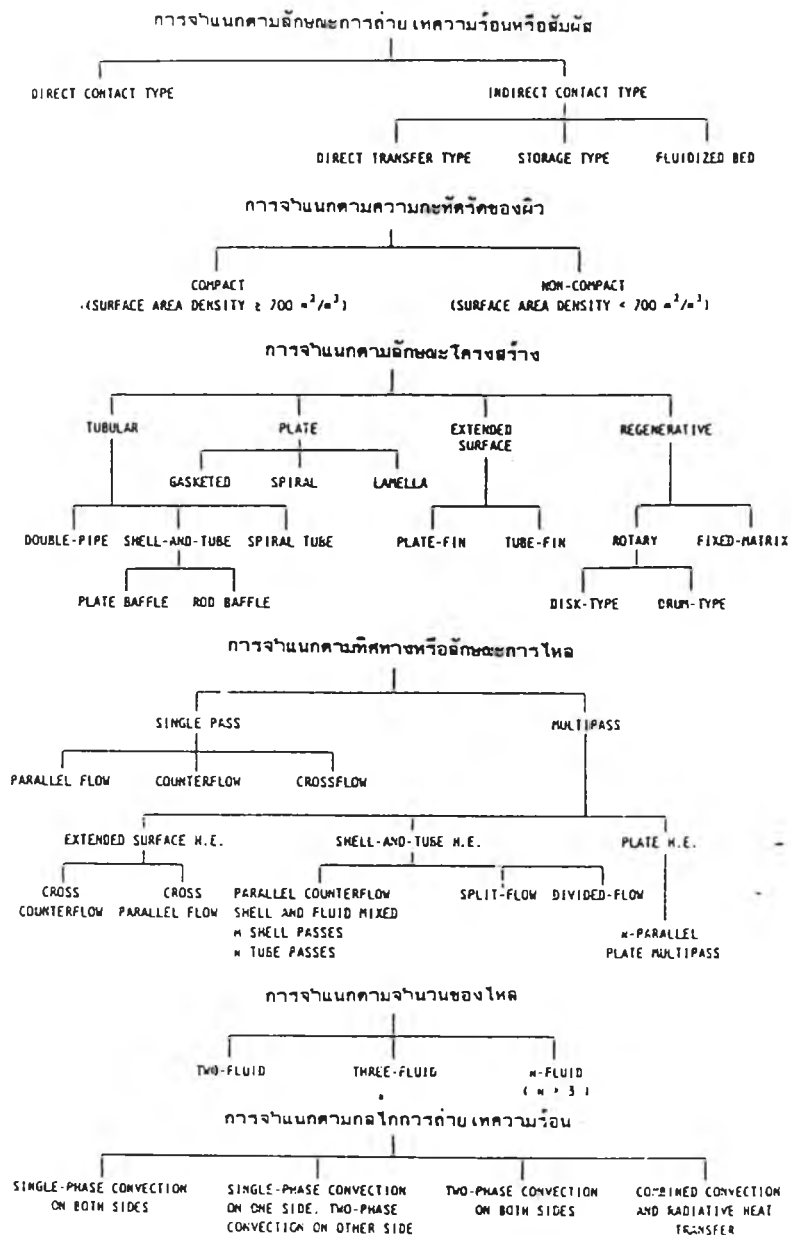 การจำแนกตามลักษณะการถ่ายเทความร้อนหรือสัมผัส
DIRECT CONTACT TYPE
INDIRECT CONTACT TYPE
DIRECT TRANSFER TYPE
STORAGE TYPE
FLUIDIZED BED
การจำแนกตามความกะทัดรัดของผิว
COMPACT
(SURFACE AREA DENSITY ≥ 700 m²/m³)
NON-COMPACT
(SURFACE AREA DENSITY < 700 m²/m³)
การจำแนกตามลักษณะโครงสร้าง
TUBULAR
PLATE
EXTENDED
SURFACE
REGENERATIVE
GASKETED
SPIRAL
LAMELLA
DOUBLE-PIPE
SHELL-AND-TUBE
SPIRAL TUBE
PLATE-FIN
TUBE-FIN
ROTARY
FIXED-MATRIX
PLATE BAFFLE
ROD BAFFLE
DISK-TYPE
DRUM-TYPE
การจำแนกตามทิศทางหรือลักษณะการไหล
SINGLE PASS
MULTIPASS
PARALLEL FLOW
COUNTERFLOW
CROSSFLOW
EXTENDED SURFACE H.E.
SHELL-AND-TUBE H.E.
PLATE H.E.
CROSS
COUNTERFLOW
CROSS
PARALLEL FLOW
PARALLEL COUNTERFLOW
SHELL AND FLUID MIXED
M SHELL PASSES
N TUBE PASSES
SPLIT-FLOW
DIVIDED-FLOW
N-PARALLEL
PLATE MULTIPASS
การจำแนกตามจำนวนของไหล
TWO-FLUID
THREE-FLUID
N-FLUID
( N > 3 )
การจำแนกตามกลไกการถ่ายเทความร้อน
SINGLE-PHASE CONVECTION
ON BOTH SIDES
SINGLE-PHASE CONVECTION
ON ONE SIDE, TWO-PHASE
CONVECTION ON OTHER SIDE
TWO-PHASE CONVECTION
ON BOTH SIDES
COMBINED CONVECTION
AND RADIATIVE HEAT
TRANSFER